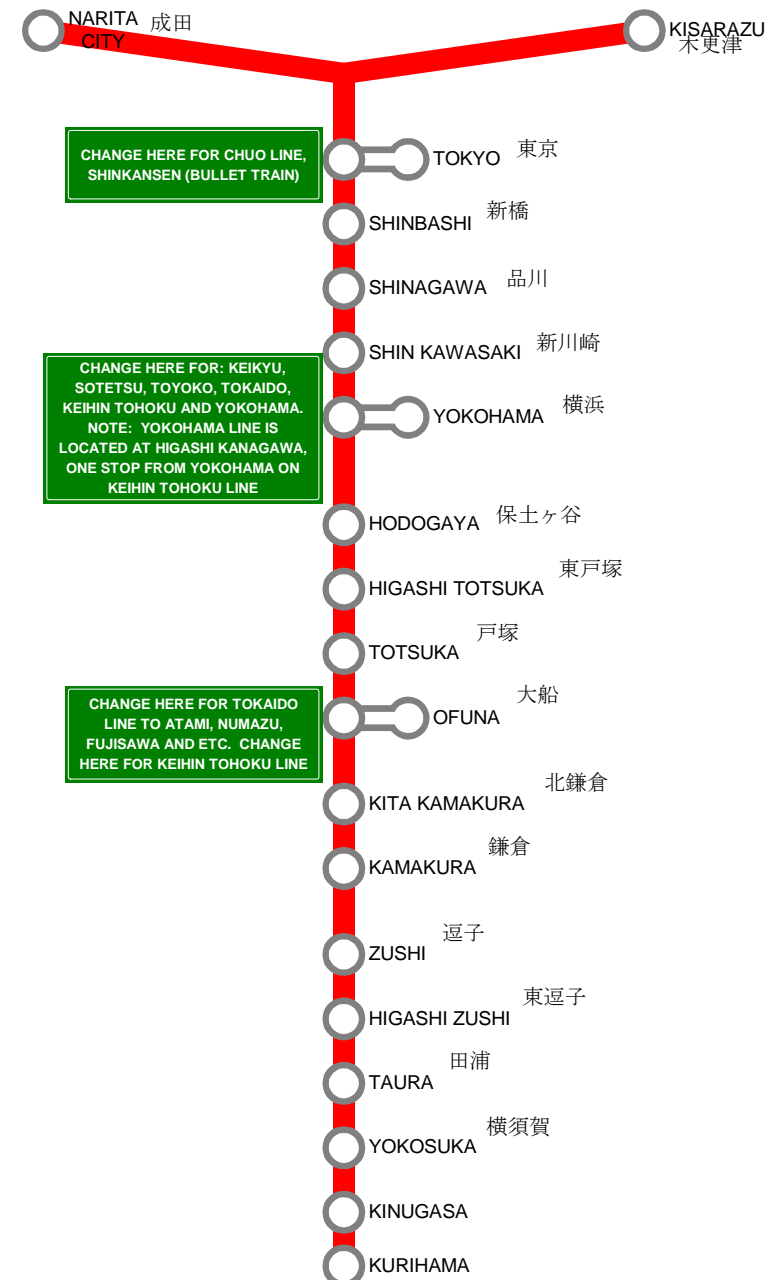 NARITA 成田
CITY
KISARAZU
木更津
CHANGE HERE FOR CHUO LINE,
SHINKANSEN (BULLET TRAIN)
TOKYO 東京
SHINBASHI 新橋
SHINAGAWA 品川
SHIN KAWASAKI 新川崎
CHANGE HERE FOR: KEIKYU,
SOTETSU, TOYOKO, TOKAIDO,
KEIHIN TOHOKU AND YOKOHAMA.
NOTE: YOKOHAMA LINE IS
LOCATED AT HIGASHI KANAGAWA,
ONE STOP FROM YOKOHAMA ON
KEIHIN TOHOKU LINE
YOKOHAMA 横浜
HODOGAYA 保土ヶ谷
HIGASHI TOTSUKA 東戸塚
TOTSUKA 戸塚
CHANGE HERE FOR TOKAIDO
LINE TO ATAMI, NUMAZU,
FUJISAWA AND ETC. CHANGE
HERE FOR KEIHIN TOHOKU LINE
OFUNA 大船
KITA KAMAKURA 北鎌倉
KAMAKURA 鎌倉
ZUSHI 逗子
HIGASHI ZUSHI 東逗子
TAURA 田浦
YOKOSUKA 横須賀
KINUGASA
KURIHAMA